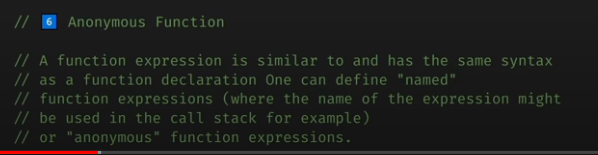 // 6 Anonymous Function
// A function expression is similar to and has the same syntax
// as a function declaration One can define "named"
// function expressions (where the name of the expression might
// be used in the call stack for example)
// or "anonymous" function expressions.